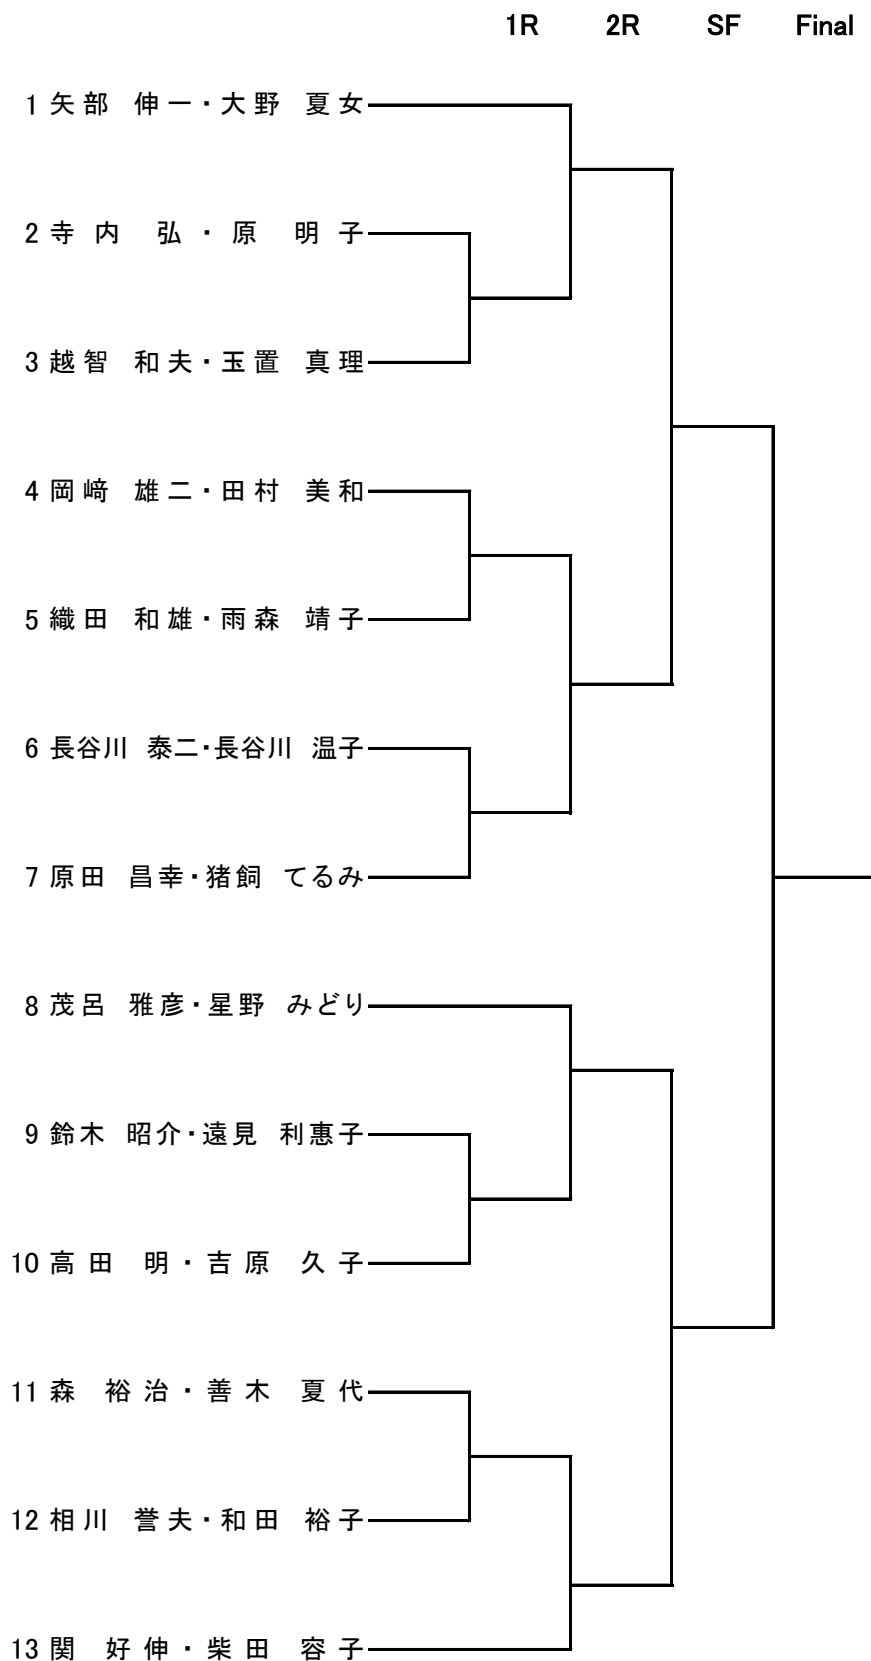 1R 2R SF Final
1 矢部 伸一・大野 夏女
2 寺内 弘・原 明子
3 越智 和夫・玉置 真理
4 岡﨑 雄二・田村 美和
5 織田 和雄・雨森 靖子
6 長谷川 泰二・長谷川 温子
7 原田 昌幸・猪飼 てるみ
8 茂呂 雅彦・星野 みどり
9 鈴木 昭介・遠見 利惠子
10 高田 明・吉原 久子
11 森 裕治・善木 夏代
12 相川 誉夫・和田 裕子
13 関 好伸・柴田 容子